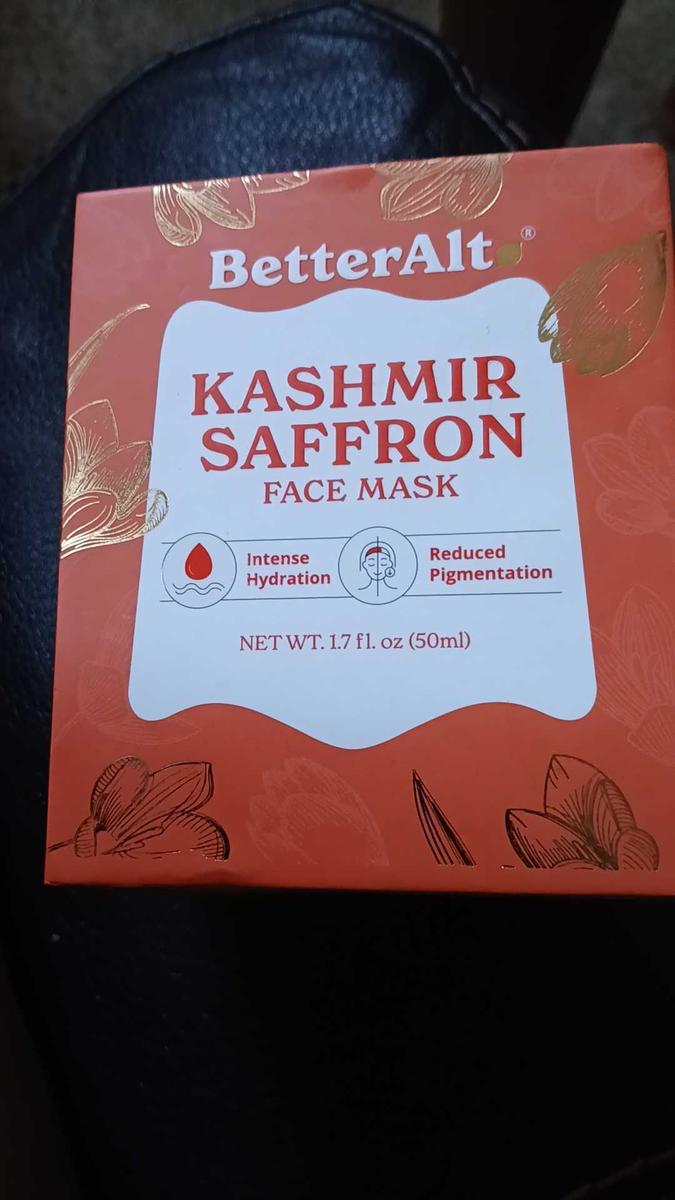 BetterAlt®
KASHMIR
SAFFRON
FACE MASK
Intense
Hydration
Reduced
Pigmentation
NET WT. 1.7 fl. oz (50ml)